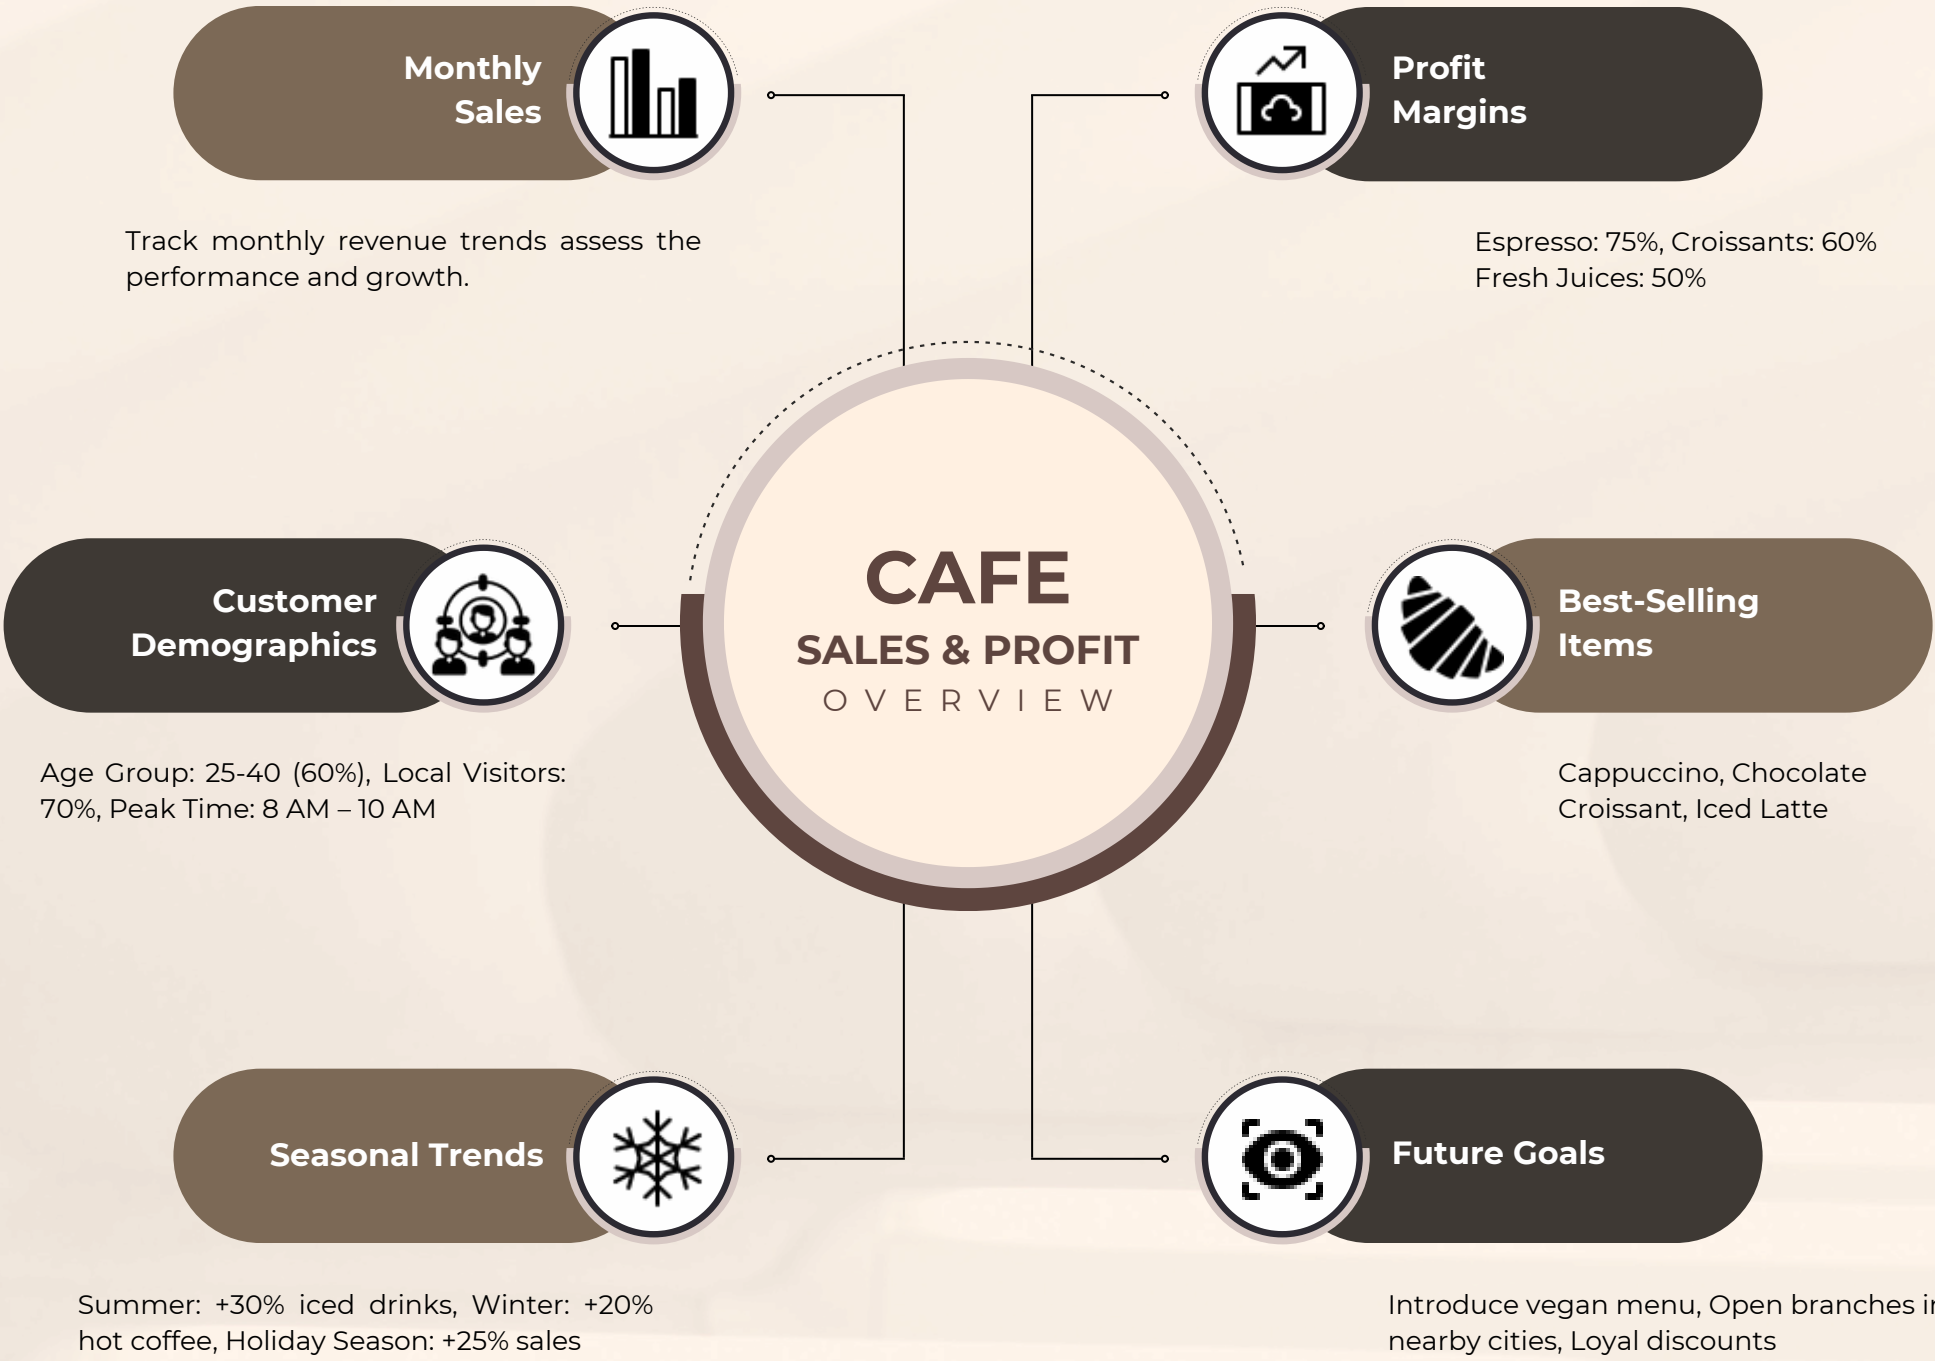 Monthly
Sales
Track monthly revenue trends assess the
performance and growth.
Profit
Margins
Espresso: 75%, Croissants: 60%
Fresh Juices: 50%
CAFE
SALES & PROFIT
OVERVIEW
Customer
Demographics
Age Group: 25-40 (60%), Local Visitors:
70%, Peak Time: 8 AM – 10 AM
Best-Selling
Items
Cappuccino, Chocolate
Croissant, Iced Latte
Seasonal Trends
Summer: +30% iced drinks, Winter: +20%
hot coffee, Holiday Season: +25% sales
Future Goals
Introduce vegan menu, Open branches in
nearby cities, Loyal discounts